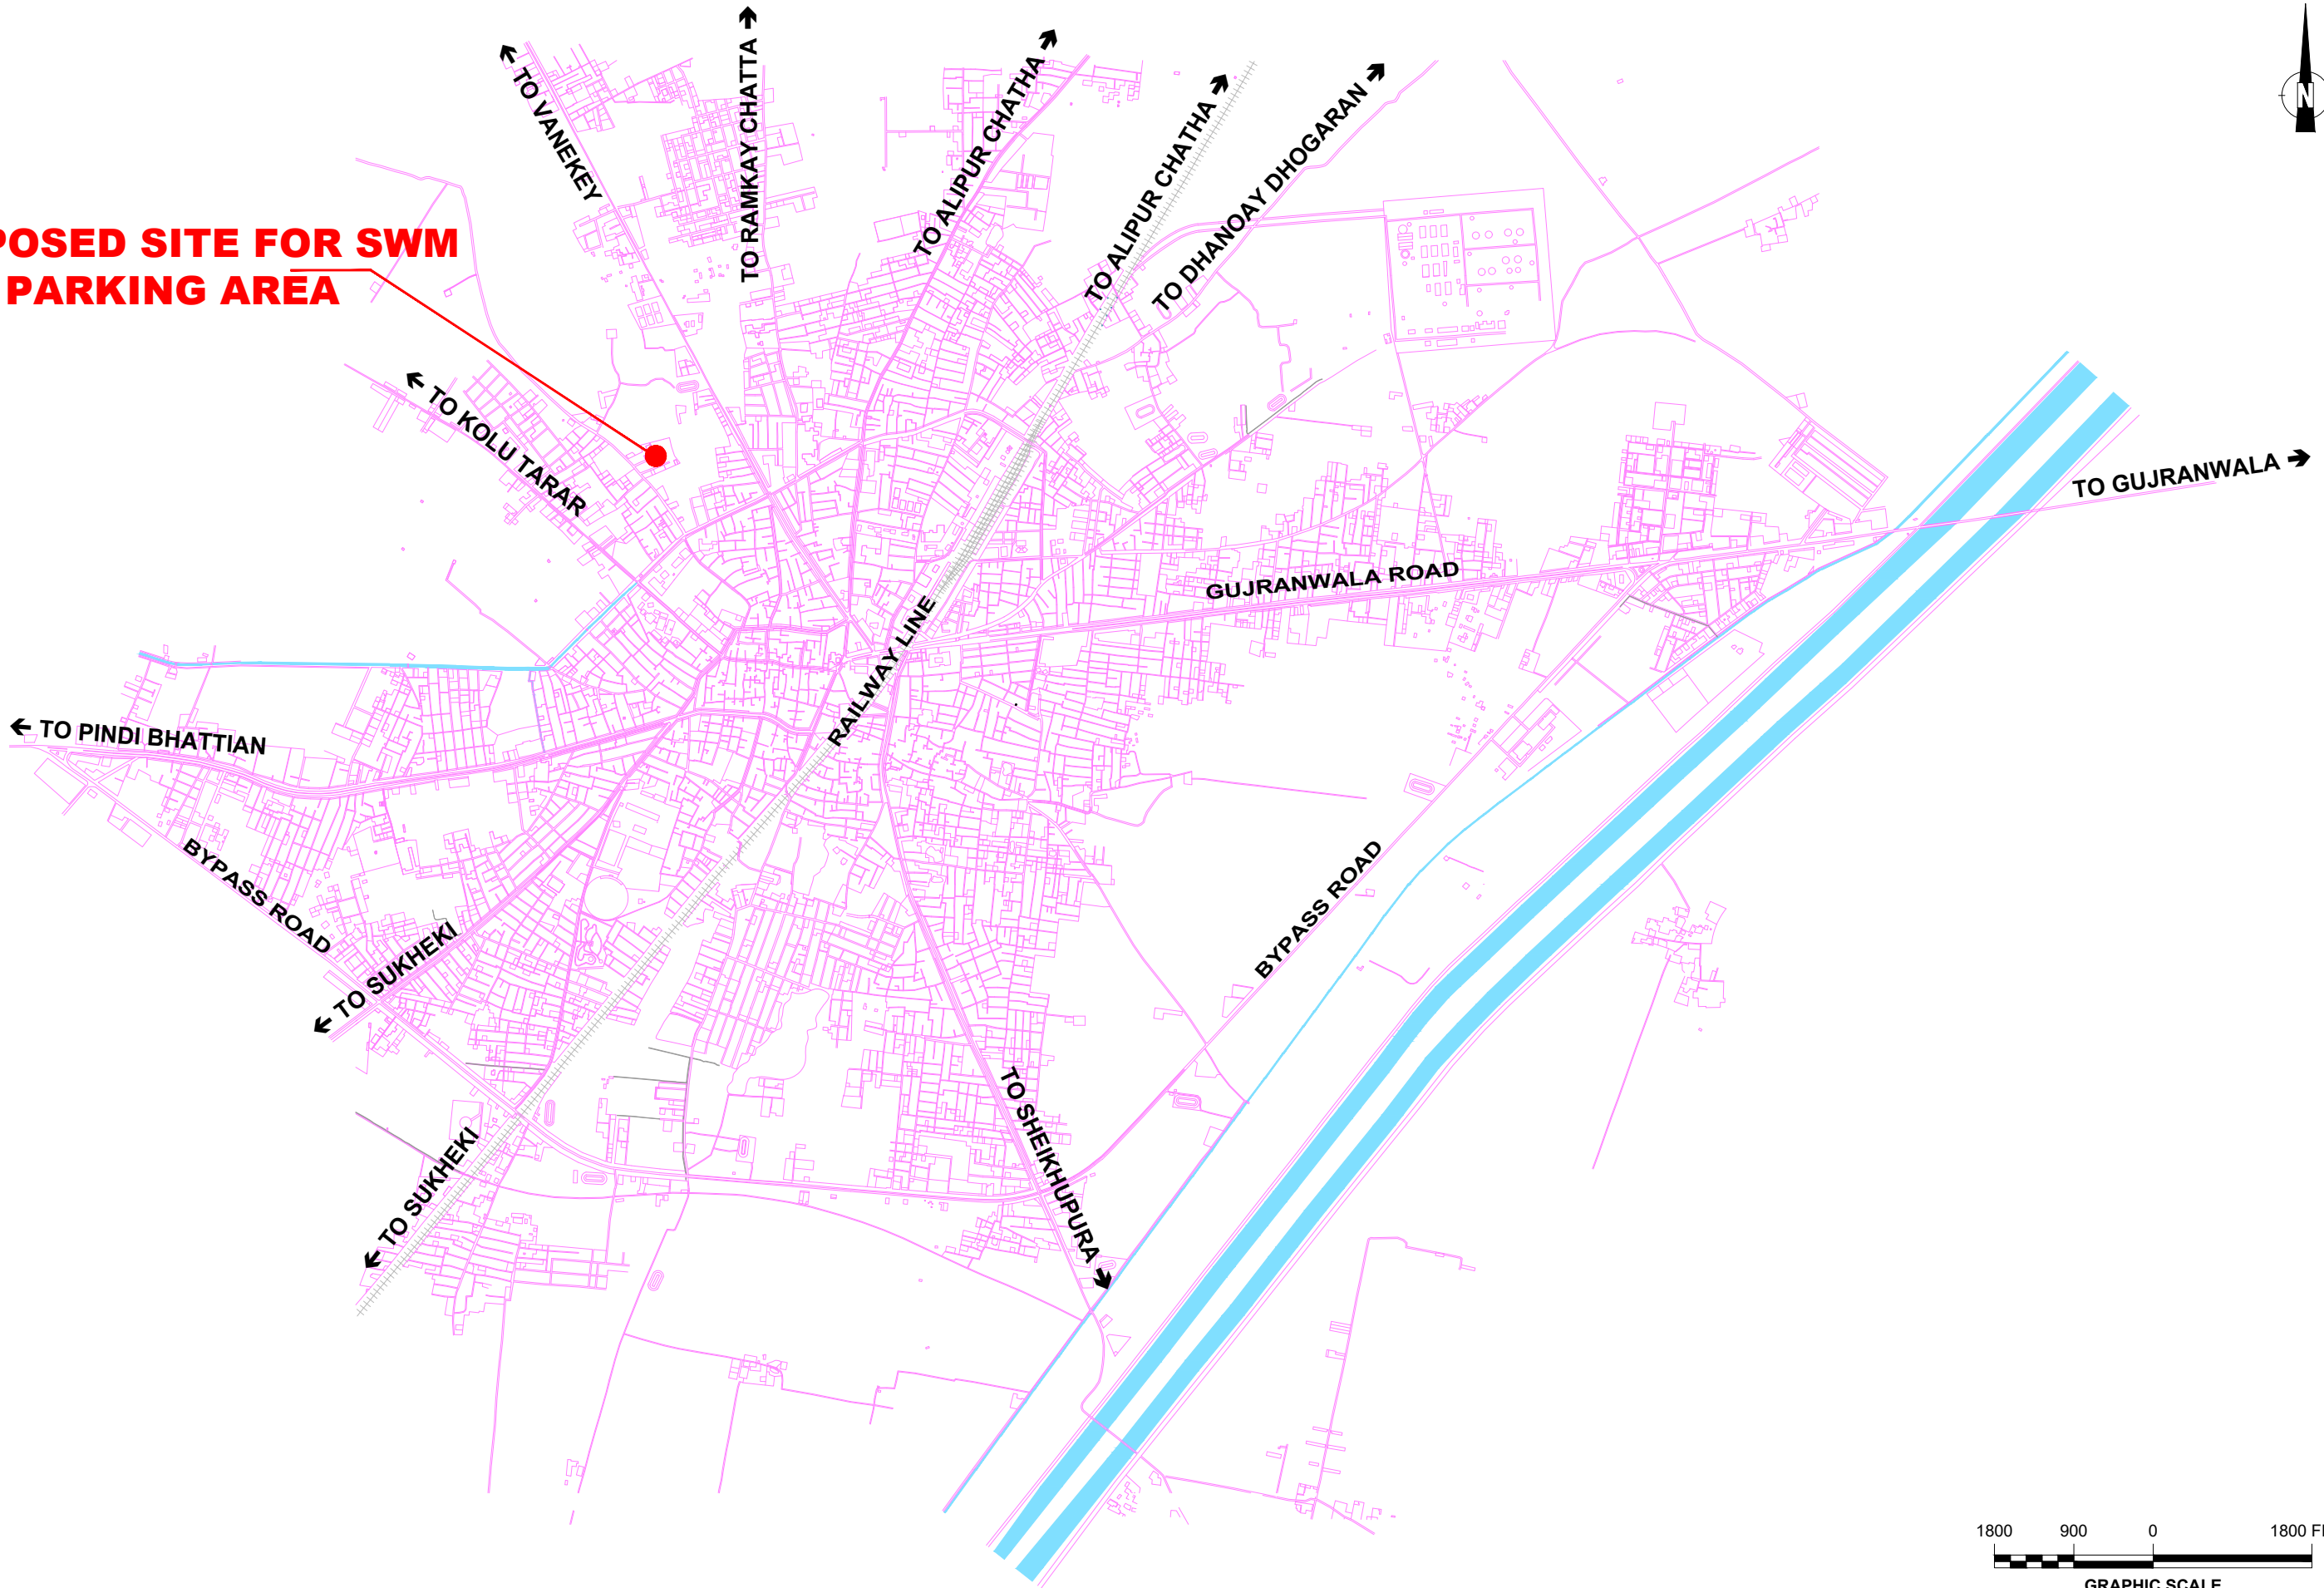 TO VANEKEY
TO RAMKAY CHATTA
TO ALIPUR CHATHA
TO ALIPUR CHATHA
TO DHANOAY DHOGARAN
N
POSED SITE FOR SWM
PARKING AREA
TO KOLU TARAR
TO GUJRANWALA
GUJRANWALA ROAD
RAILWAY LINE
TO PINDI BHATTIAN
BYPASS ROAD
BYPASS ROAD
TO SUKHEKI
TO SHEIKHUPURA
TO SUKHEKI
1800 900 0 1800
GRAPHIC SCALE